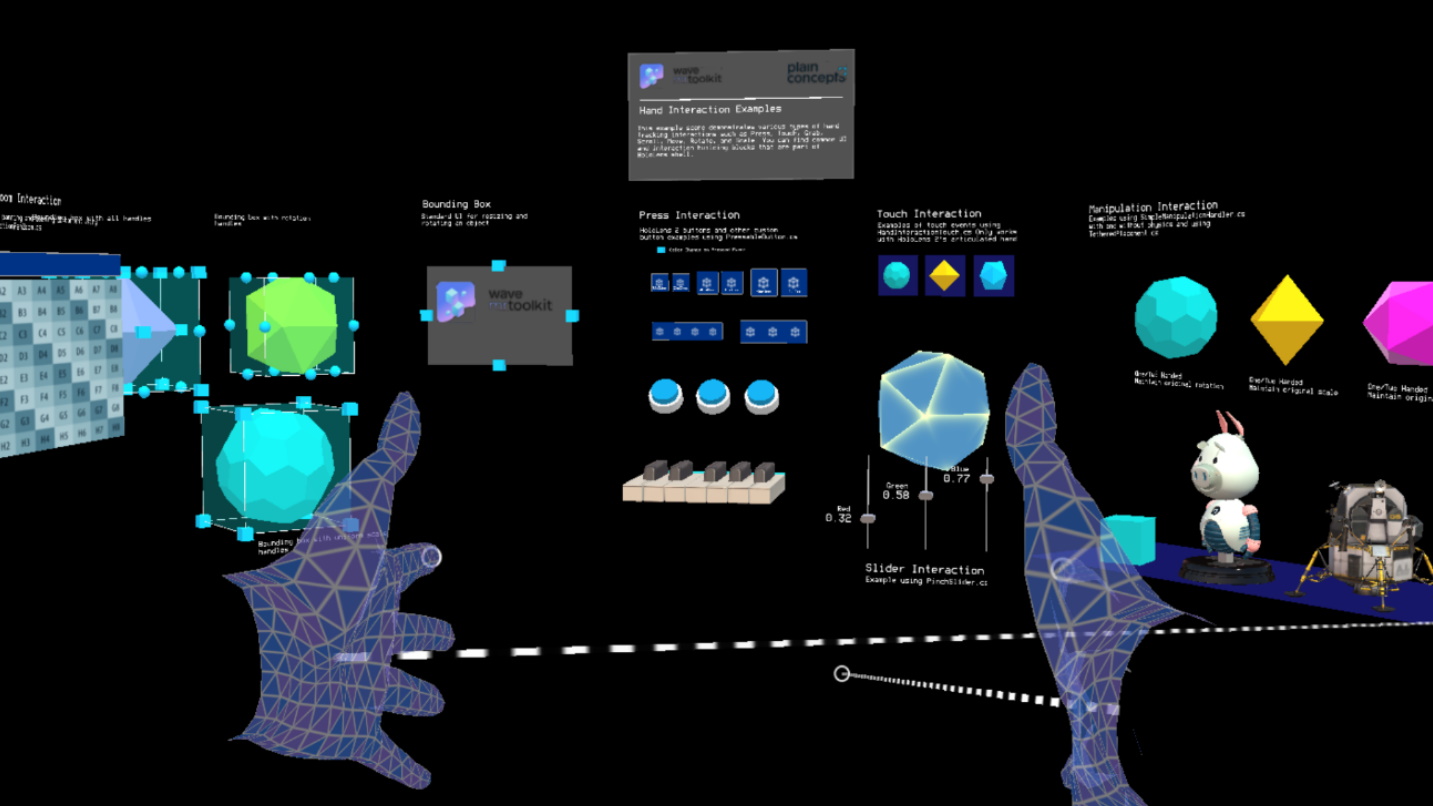 wave
toolkit
plain
concepts
Hand Interaction Examples
This example scene demonstrates various types of hand
tracking interactions such as Press, Touch, Grab,
Scroll, Move, Rotate, and Scale. You can find common UI
and interaction building blocks that are part of
HoloLens shell.
oom Interaction
box with all handles
Bounding box with rotation
handles
Bounding Box
Standard UI for resizing and
rotating an object
wave
toolkit
Press Interaction
HoloLens 2 buttons and other custom
button examples using PressableButton.cs
Touch Interaction
Examples of touch events using
HandInteractionTouch.cs Only works
with HoloLens 2's articulated hand
Manipulation Interaction
Examples using SimpleManipulationHandler.cs
with and without physics and using
TetheredPlacement.cs
A2 A3 A4 A5 A6 A7 A8
B2 B3 B4 B5 B6 B7 B8
C2 C3 C4 C5 C6 C7 C8
D2 D3 D4 D5 D6 D7 D8
E2 E3 E4 E5 E6 E7 E8
F2 F3 F4 F5 F6 F7 F8
G2 G3 G4 G5 G6 G7 G8
H2 H3 H4 H5 H6 H7 H8
One/Two Handed
Maintain original rotation
One/Two Handed
Maintain original scale
One/Two Handed
Maintain origin
Bounding box with uniform scale
handles
Red
0.32
Green
0.58
Blue
0.77
Slider Interaction
Example using PinchSlider.cs